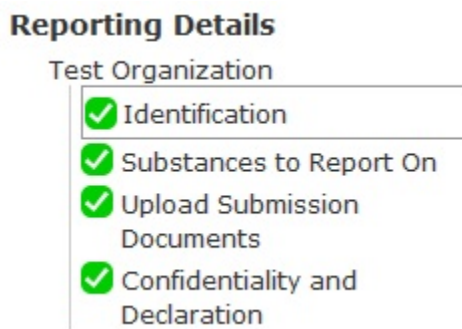 Reporting Details
Test Organization
Identification
Substances to Report On
Upload Submission
Documents
Confidentiality and
Declaration